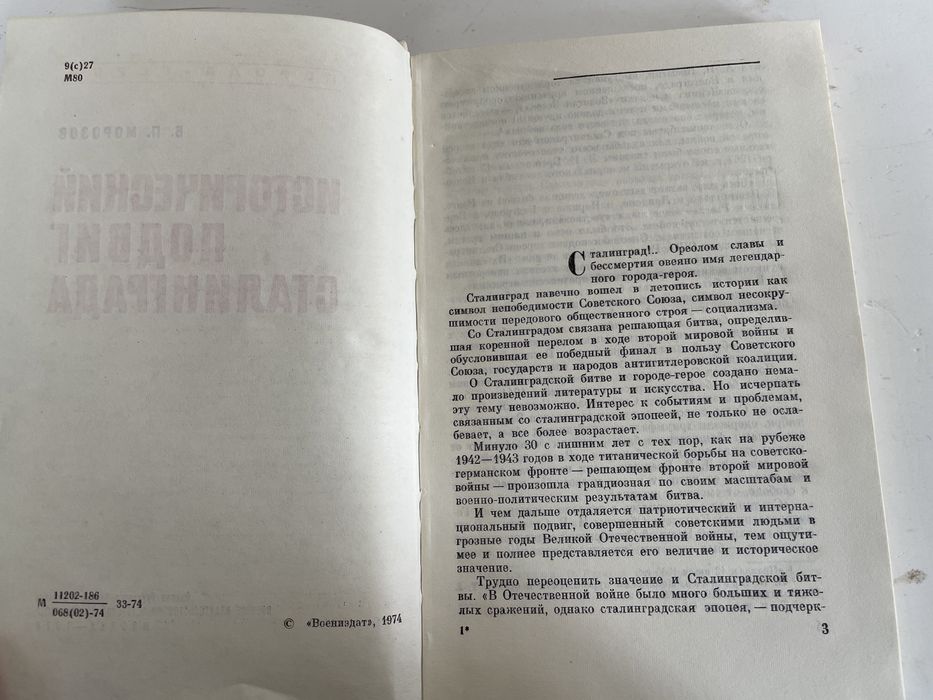 9(с)27
М80
М 11202-186
068(02)-74
33-74
© «Воениздат», 1974
Сталинград!.. Ореолом славы и
бессмертия овеяно имя легендар-
ного города-героя.
Сталинград навечно вошел в летопись истории как
символ непобедимости Советского Союза, символ несокру-
шимости передового общественного строя — социализма.
Со Сталинградом связана решающая битва, определив-
шая коренной перелом в ходе второй мировой войны и
обусловившая ее победный финал в пользу Советского
Союза, государств и народов антигитлеровской коалиции.
О Сталинградской битве и городе-герое создано нема-
ло произведений литературы и искусства. Но исчерпать
эту тему невозможно. Интерес к событиям и проблемам,
связанным со сталинградской эпопеей, не только не осла-
бевает, а все более возрастает.
Минуло 30 с лишним лет с тех пор, как на рубеже
1942—1943 годов в ходе титанической борьбы на советско-
германском фронте — решающем фронте второй мировой
войны — произошла грандиозная по своим масштабам и
военно-политическим результатам битва.
И чем дальше отдаляется патриотический и интерна-
циональный подвиг, совершенный советскими людьми в
грозные годы Великой Отечественной войны, тем ощути-
мее и полнее представляется его величие и историческое
значение.
Трудно переоценить значение и Сталинградской бит-
вы. «В Отечественной войне было много больших и тяже-
лых сражений, однако сталинградская эпопея, — подчерк-
1*
3